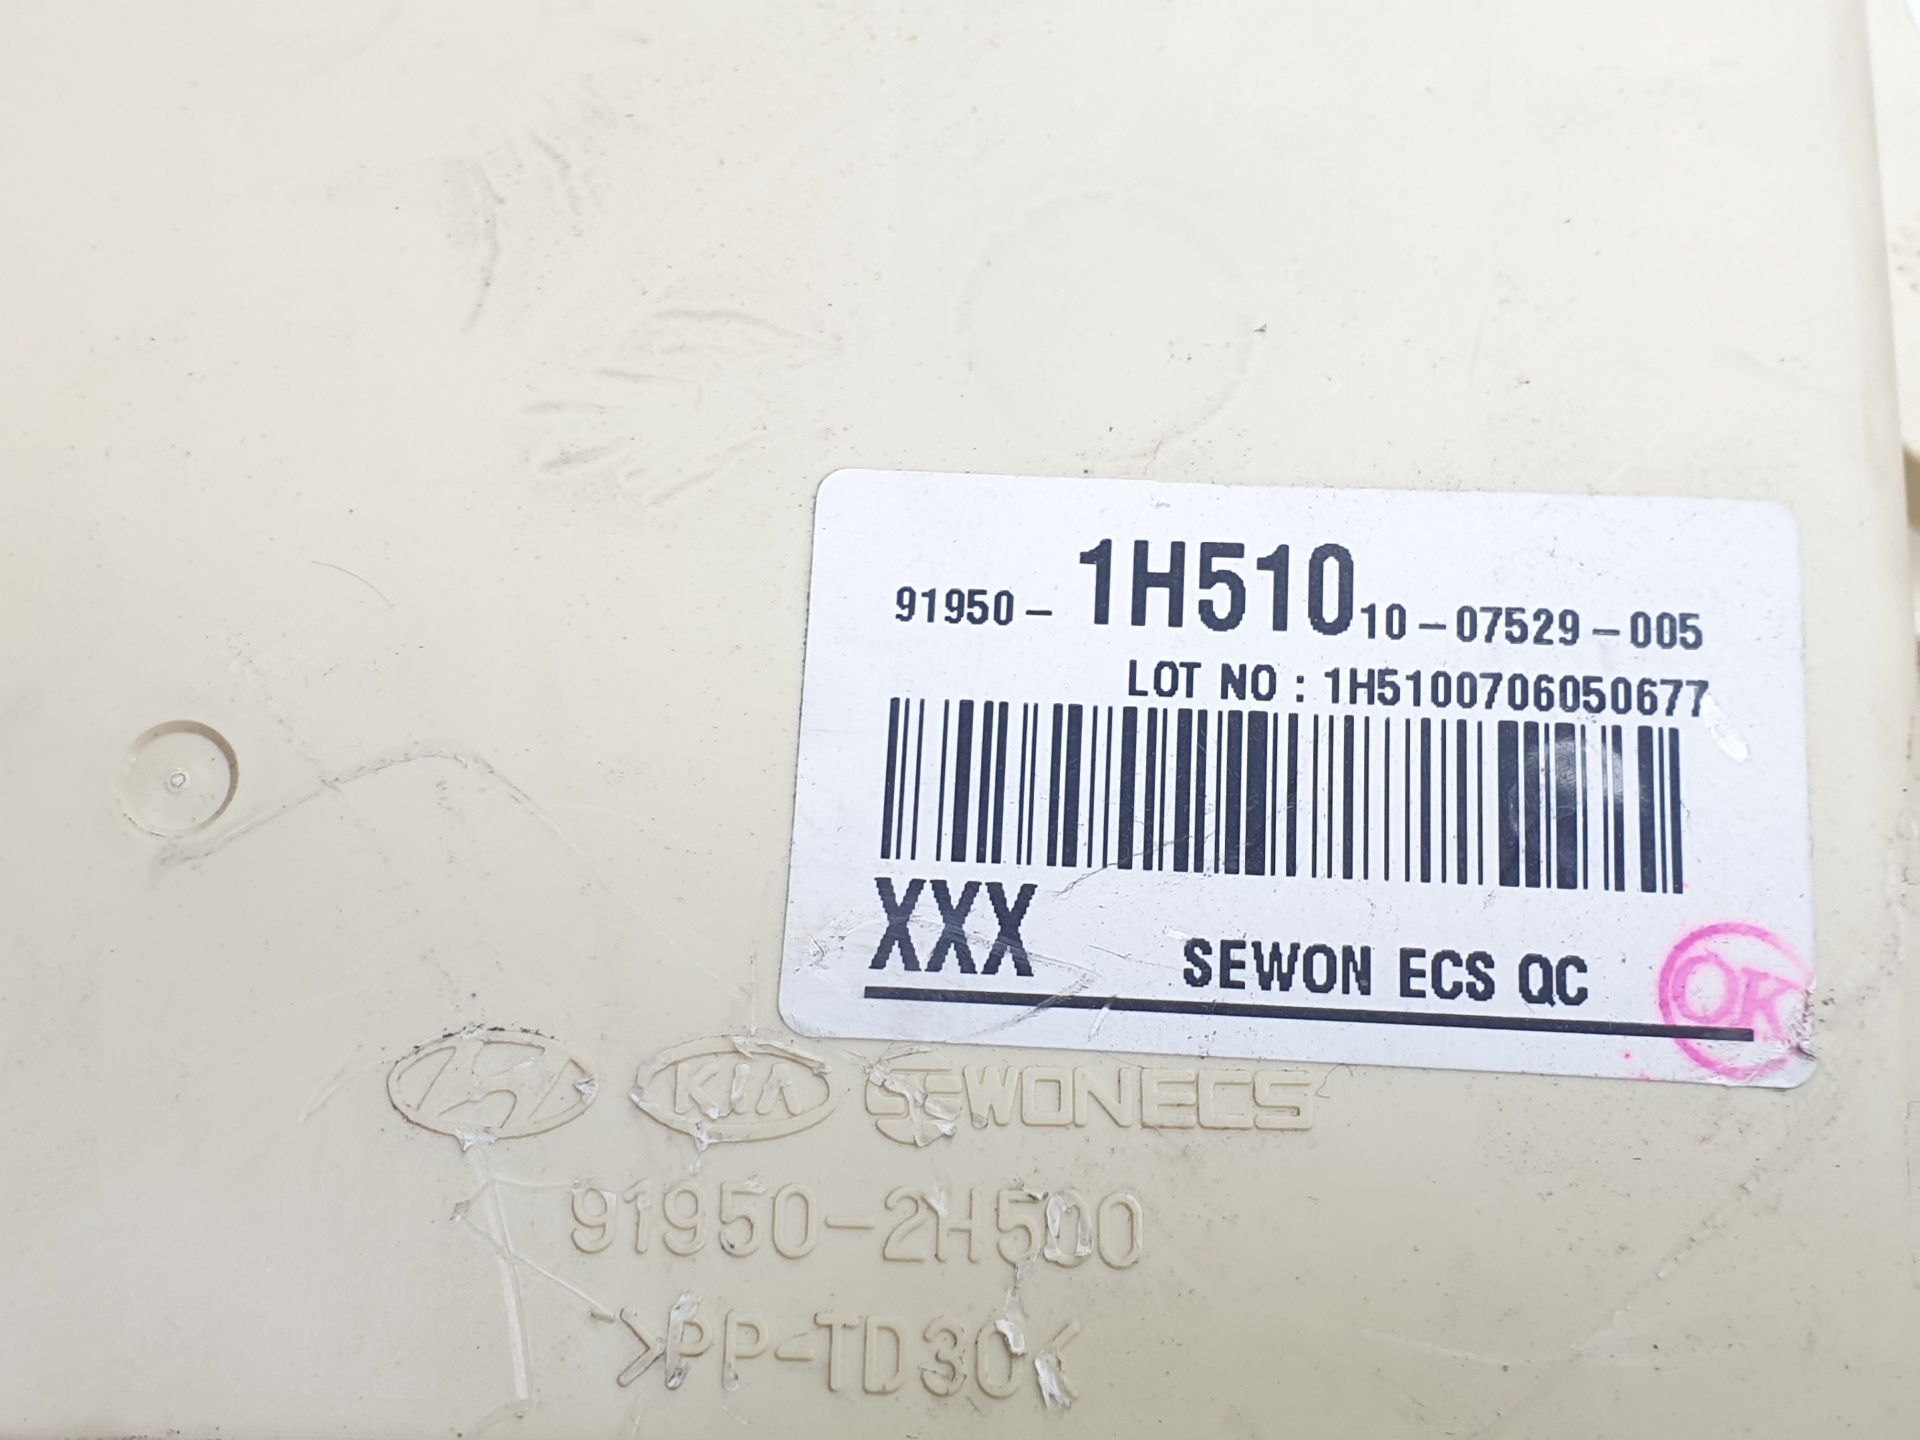 91950- 1H510 10-07529-005
LOT NO : 1H5100706050677
XXX SEWON ECS QC
OK
KIA SEWONECS
91950-2H500
>PP-TD30<